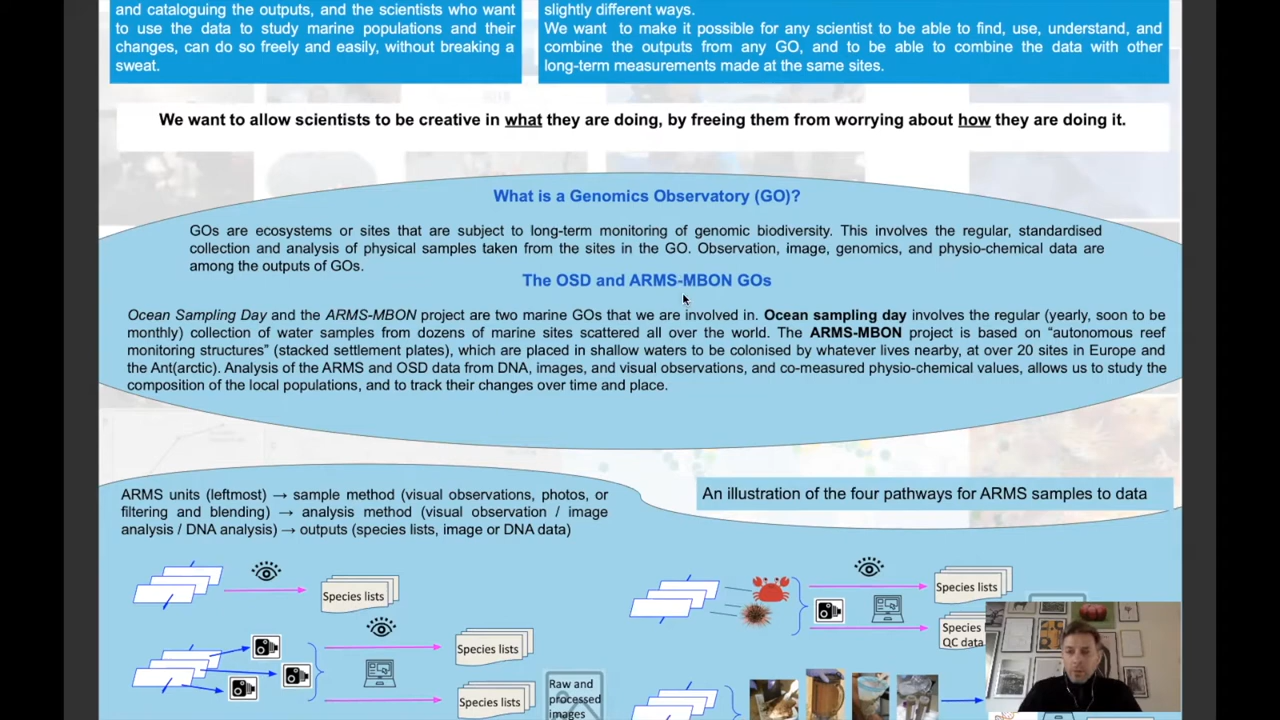 and cataloguing the outputs, and the scientists who want
to use the data to study marine populations and their
changes, can do so freely and easily, without breaking a
sweat.
slightly different ways.
We want to make it possible for any scientist to be able to find, use, understand, and
combine the outputs from any GO, and to be able to combine the data with other
long-term measurements made at the same sites.
We want to allow scientists to be creative in what they are doing, by freeing them from worrying about how they are doing it.
What is a Genomics Observatory (GO)?
GOs are ecosystems or sites that are subject to long-term monitoring of genomic biodiversity. This involves the regular, standardised
collection and analysis of physical samples taken from the sites in the GO. Observation, image, genomics, and physio-chemical data are
among the outputs of GOs.
The OSD and ARMS-MBON GOs
Ocean Sampling Day and the ARMS-MBON project are two marine GOs that we are involved in. Ocean sampling day involves the regular (yearly, soon to be
monthly) collection of water samples from dozens of marine sites scattered all over the world. The ARMS-MBON project is based on “autonomous reef
monitoring structures” (stacked settlement plates), which are placed in shallow waters to be colonised by whatever lives nearby, at over 20 sites in Europe and
the Ant(arctic). Analysis of the ARMS and OSD data from DNA, images, and visual observations, and co-measured physio-chemical values, allows us to study the
composition of the local populations, and to track their changes over time and place.
ARMS units (leftmost) → sample method (visual observations, photos, or
filtering and blending) → analysis method (visual observation / image
analysis / DNA analysis) → outputs (species lists, image or DNA data)
An illustration of the four pathways for ARMS samples to data
Species lists
Species lists
Species lists
Raw and
processed
images
Species lists
Species
QC data